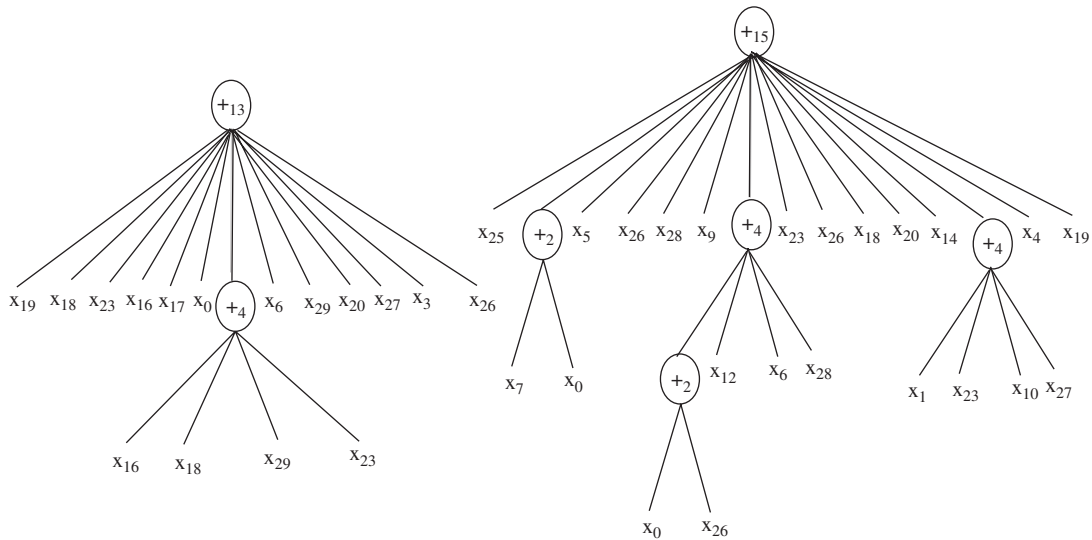 +13
x19 x18 x23 x16 x17 x0 +4 x6 x29 x20 x27 x3 x26
x16 x18 x29 x23
+15
x25 +2 x5 x26 x28 x9 +4 x23 x26 x18 x20 x14 +4 x4 x19
x7 x0 +2 x12 x6 x28 x1 x23 x10 x27
x0 x26